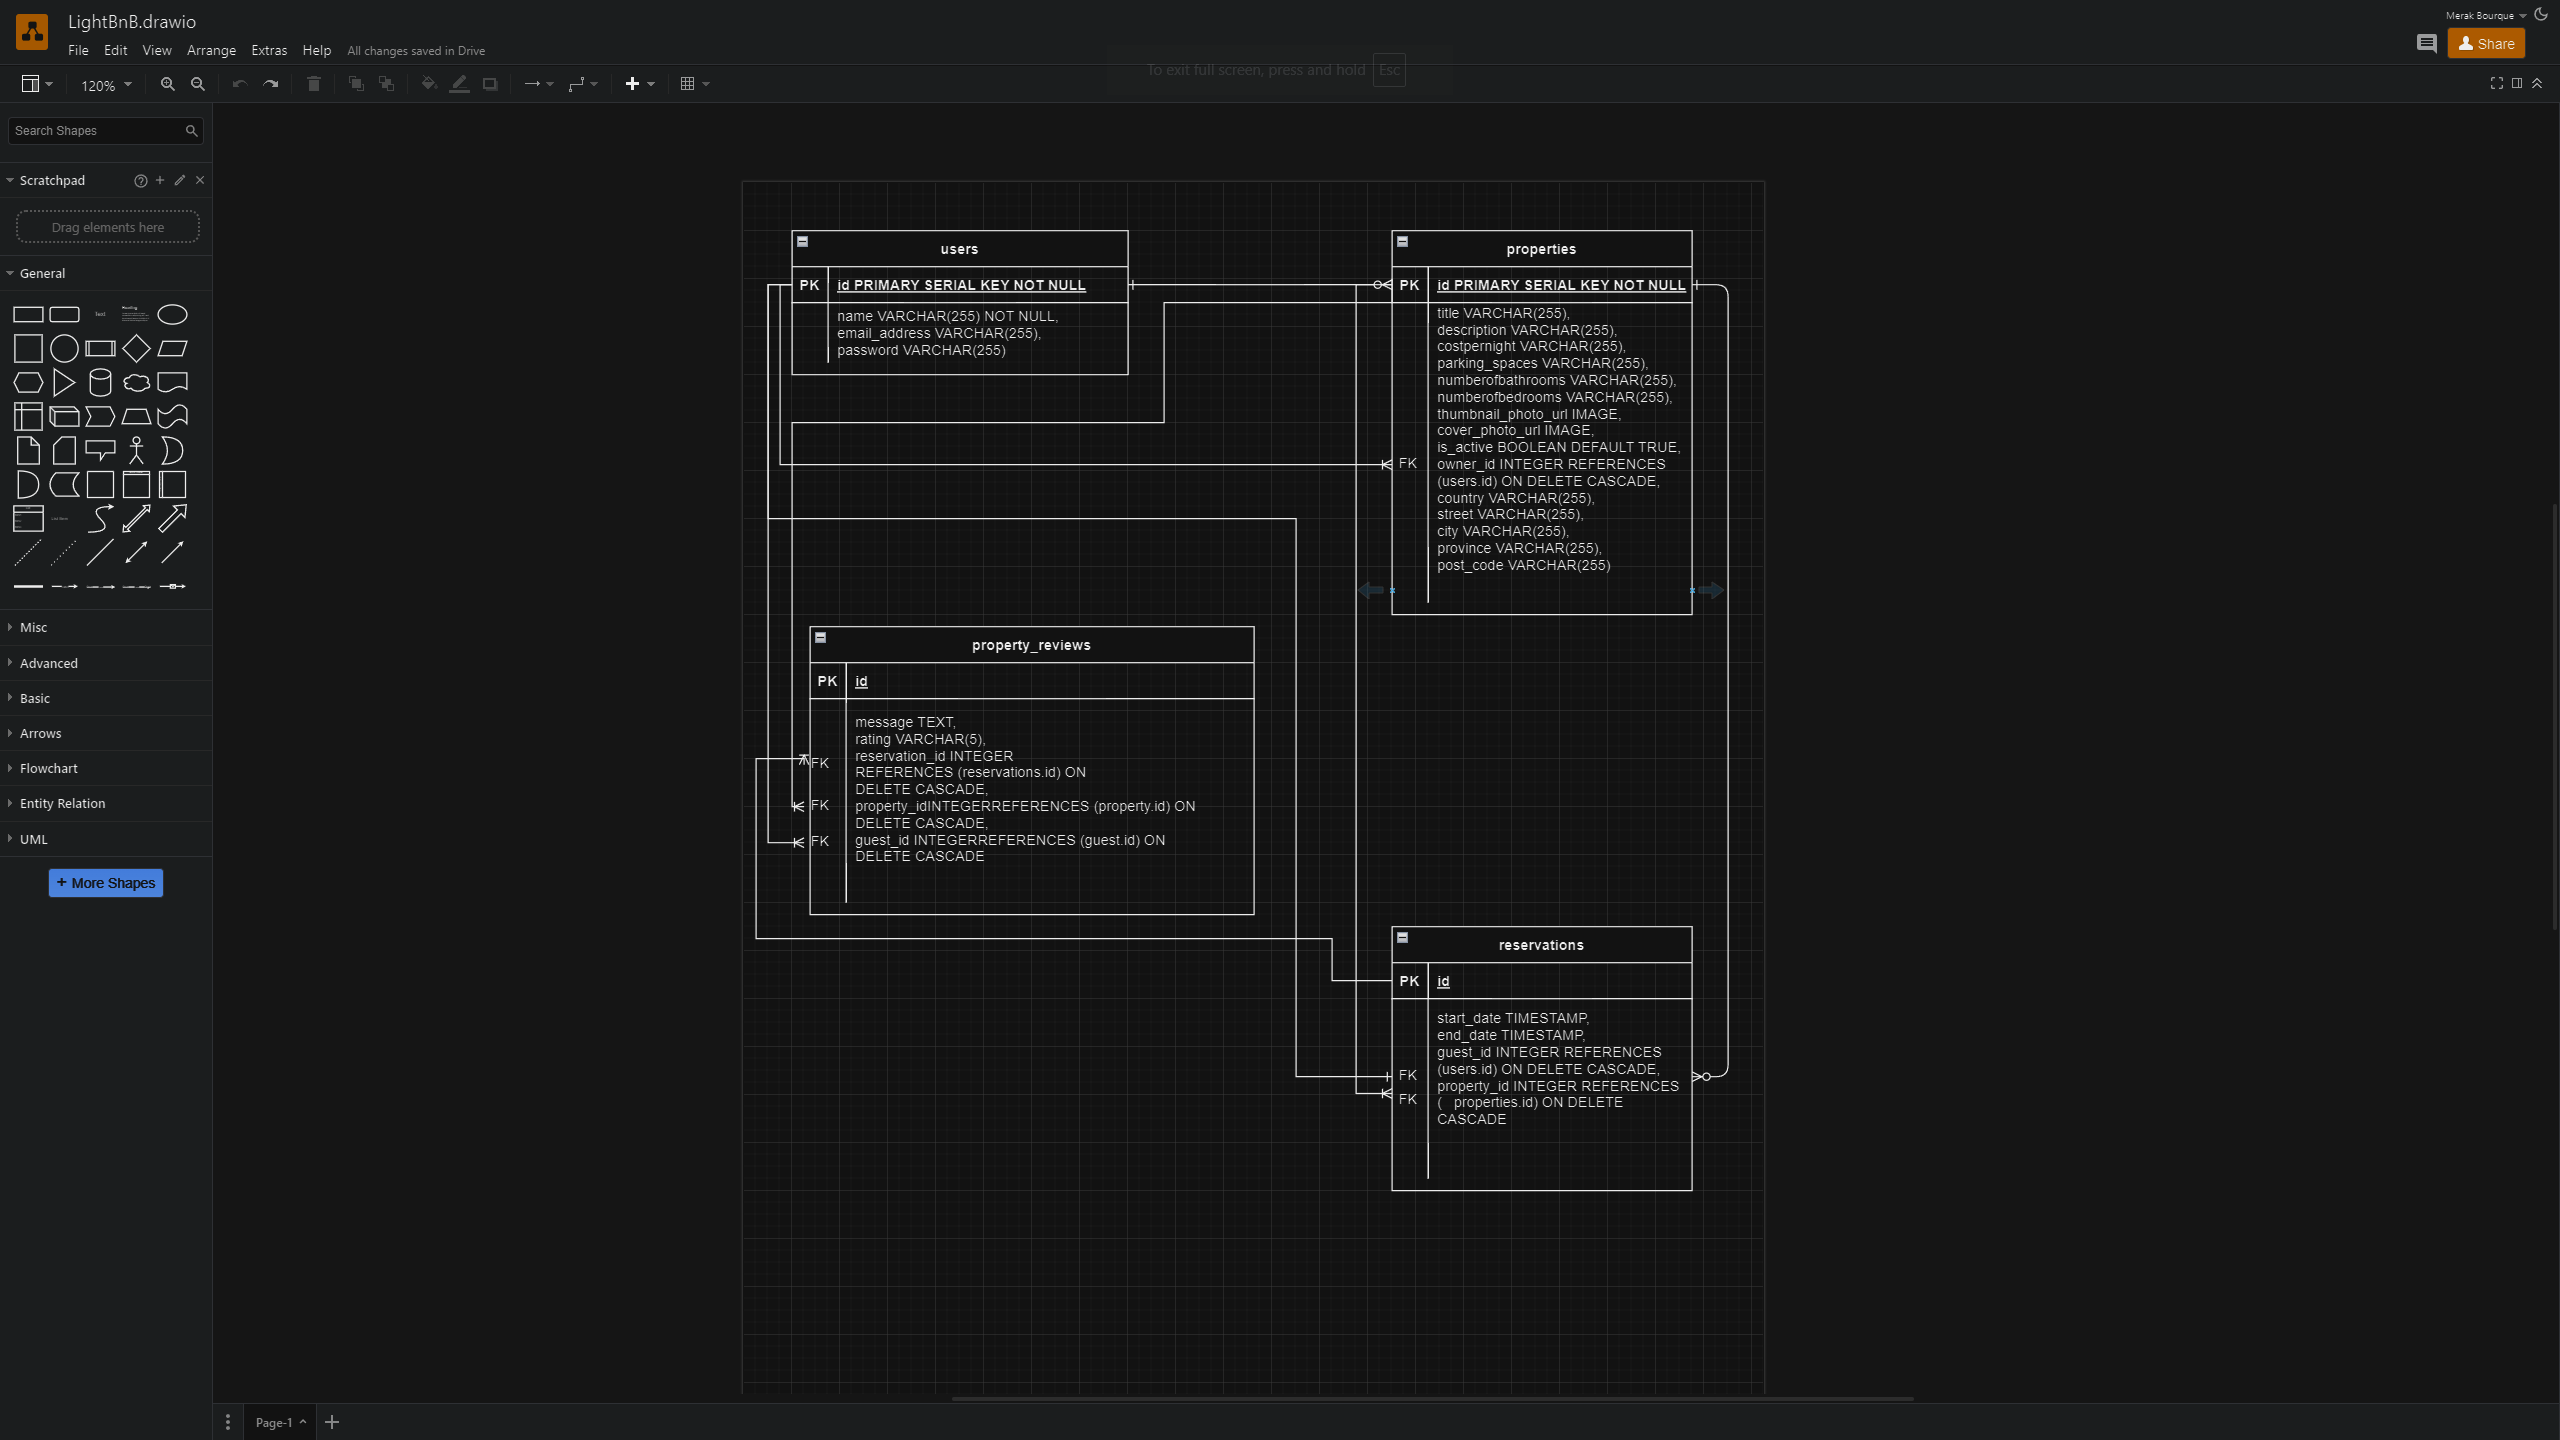 LightBnB.drawio
File Edit View Arrange Extras Help All changes saved in Drive
Merak Bourque
Share
120%
To exit full screen, press and hold Esc
Search Shapes
Scratchpad
Drag elements here
General
Text
Misc
Advanced
Basic
Arrows
Flowchart
Entity Relation
UML
+ More Shapes
users
PK id PRIMARY SERIAL KEY NOT NULL
name VARCHAR(255) NOT NULL,
email_address VARCHAR(255),
password VARCHAR(255)
properties
PK id PRIMARY SERIAL KEY NOT NULL
title VARCHAR(255),
description VARCHAR(255),
costpernight VARCHAR(255),
parking_spaces VARCHAR(255),
numberofbathrooms VARCHAR(255),
numberofbedrooms VARCHAR(255),
thumbnail_photo_url IMAGE,
cover_photo_url IMAGE,
is_active BOOLEAN DEFAULT TRUE,
FK owner_id INTEGER REFERENCES
(users.id) ON DELETE CASCADE,
country VARCHAR(255),
street VARCHAR(255),
city VARCHAR(255),
province VARCHAR(255),
post_code VARCHAR(255)
property_reviews
PK id
message TEXT,
rating VARCHAR(5),
reservation_id INTEGER
FK
REFERENCES (reservations.id) ON
DELETE CASCADE,
FK property_idINTEGERREFERENCES (property.id) ON
DELETE CASCADE,
FK guest_id INTEGERREFERENCES (guest.id) ON
DELETE CASCADE
reservations
PK id
start_date TIMESTAMP,
end_date TIMESTAMP,
guest_id INTEGER REFERENCES
FK (users.id) ON DELETE CASCADE,
property_id INTEGER REFERENCES
FK (   properties.id) ON DELETE
CASCADE
Page-1